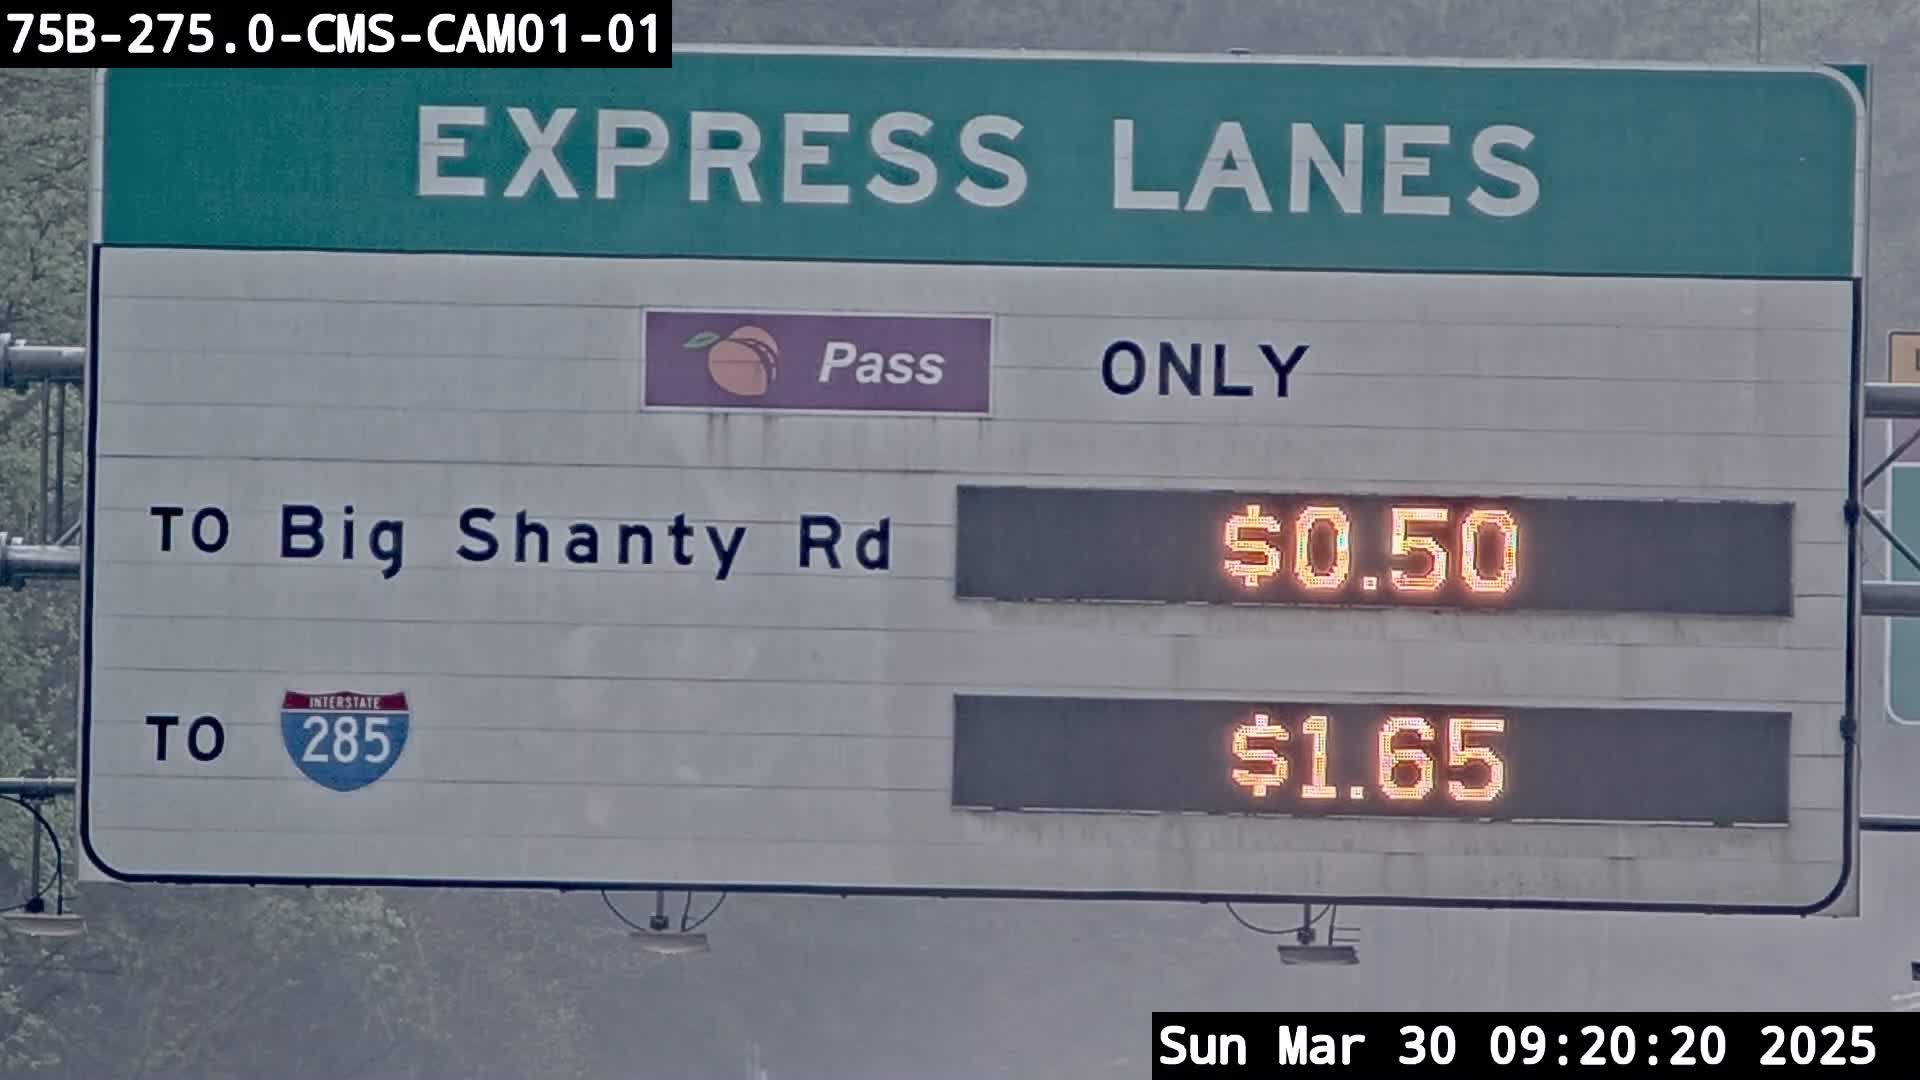 75B-275.0-CMS-CAM01-01
EXPRESS LANES
Pass ONLY
TO Big Shanty Rd $0.50
TO INTERSTATE 285 $1.65
Sun Mar 30 09:20:20 2025